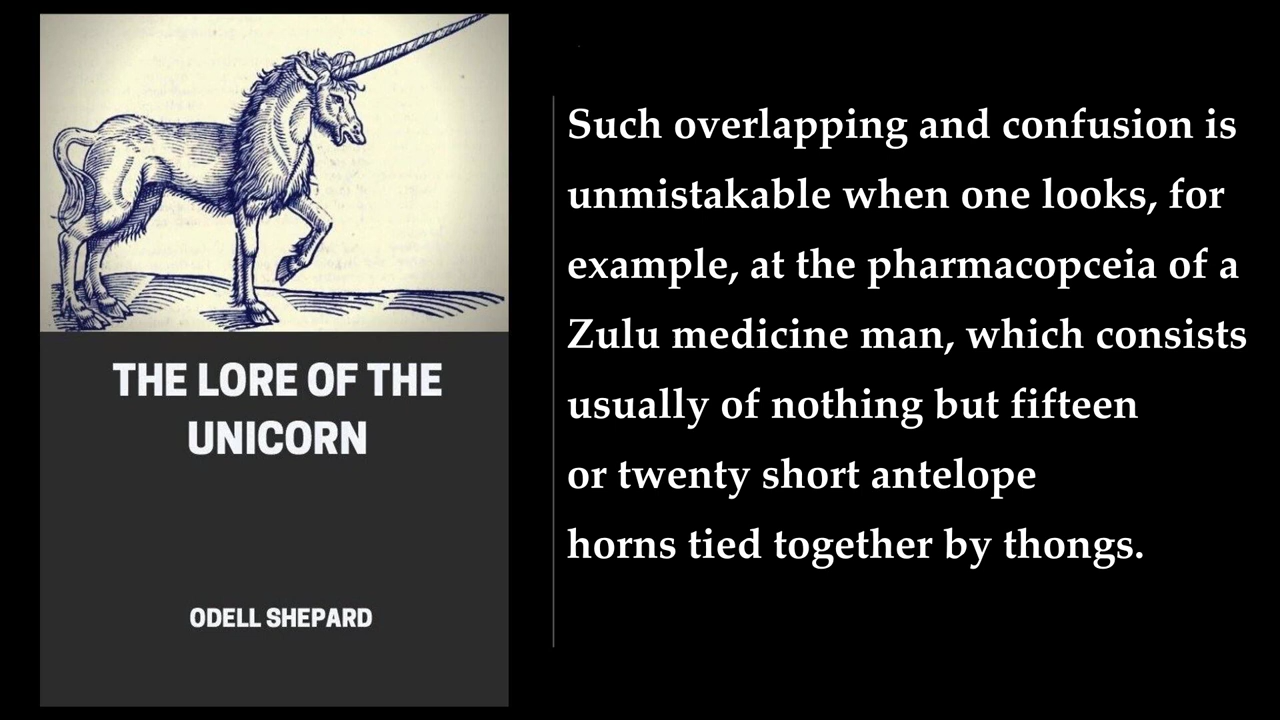 THE LORE OF THE
UNICORN
ODELL SHEPARD
Such overlapping and confusion is
unmistakable when one looks, for
example, at the pharmacopceia of a
Zulu medicine man, which consists
usually of nothing but fifteen
or twenty short antelope
horns tied together by thongs.